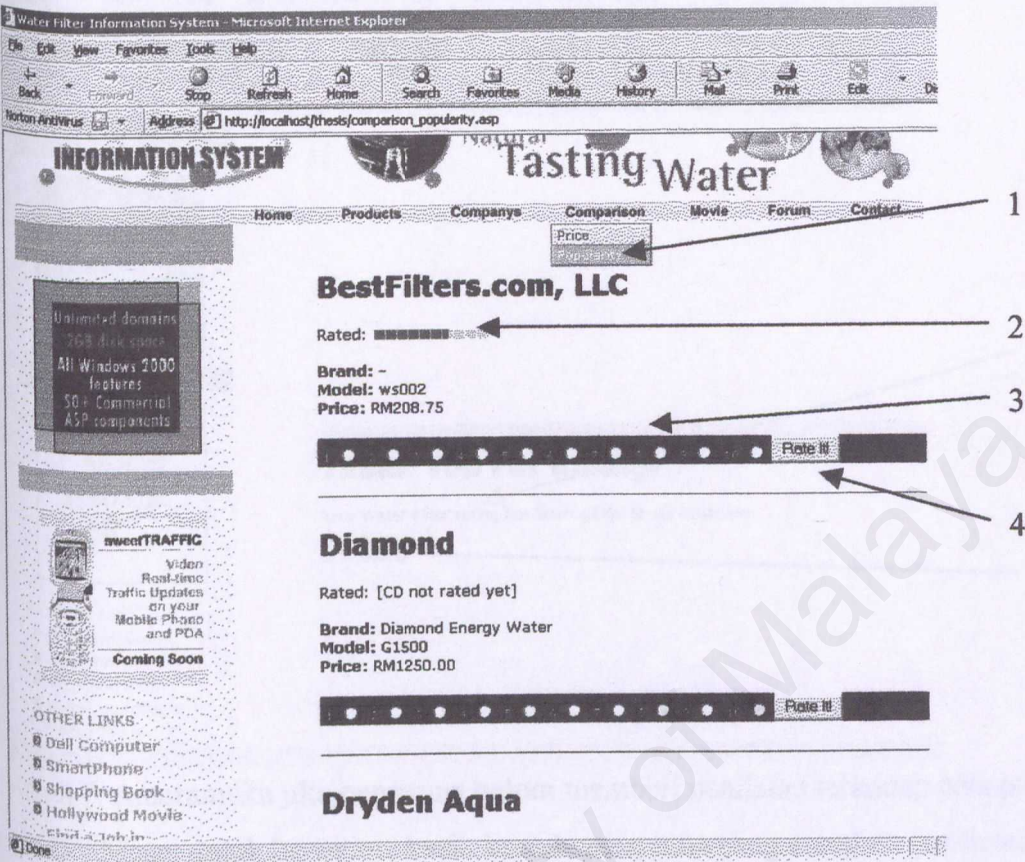 Water Filter Information System - Microsoft Internet Explorer
File Edit View Favorites Tools Help
Back Forward Stop Refresh Home Search Favorites Media History Mail Print Edit
Norton AntiVirus Address http://localhost/thesis/comparison_popularity.asp
INFORMATION SYSTEM
Natural
Tasting Water
Home Products Companys Comparison Movie Forum Contact
1
Price
Popularity
BestFilters.com, LLC
Unlimited domains
2GB disk space
All Windows 2000
features
50+ Commercial
ASP components
Rated:
2
Brand: -
Model: ws002
Price: RM208.75
3
Rate it!
4
Diamond
sweetTRAFFIC
Video
Real-time
Traffic Updates
on your
Mobile Phone
and PDA
Coming Soon
Rated: [CD not rated yet]
Brand: Diamond Energy Water
Model: G1500
Price: RM1250.00
Rate it!
OTHER LINKS
Dell Computer
SmartPhone
Shopping Book
Hollywood Movie
Find a Job in
Dryden Aqua
Done
of Malaya